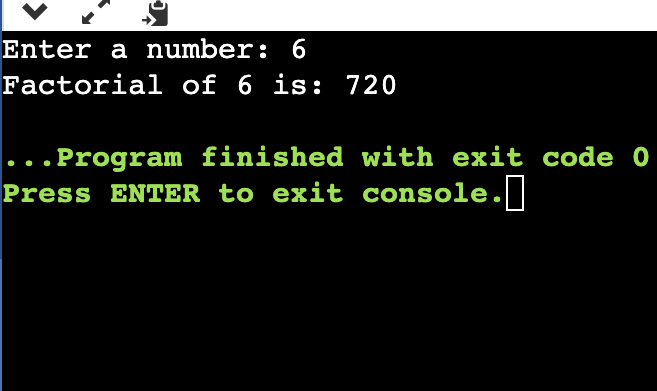 Enter a number: 6
Factorial of 6 is: 720
...Program finished with exit code 0
Press ENTER to exit console.